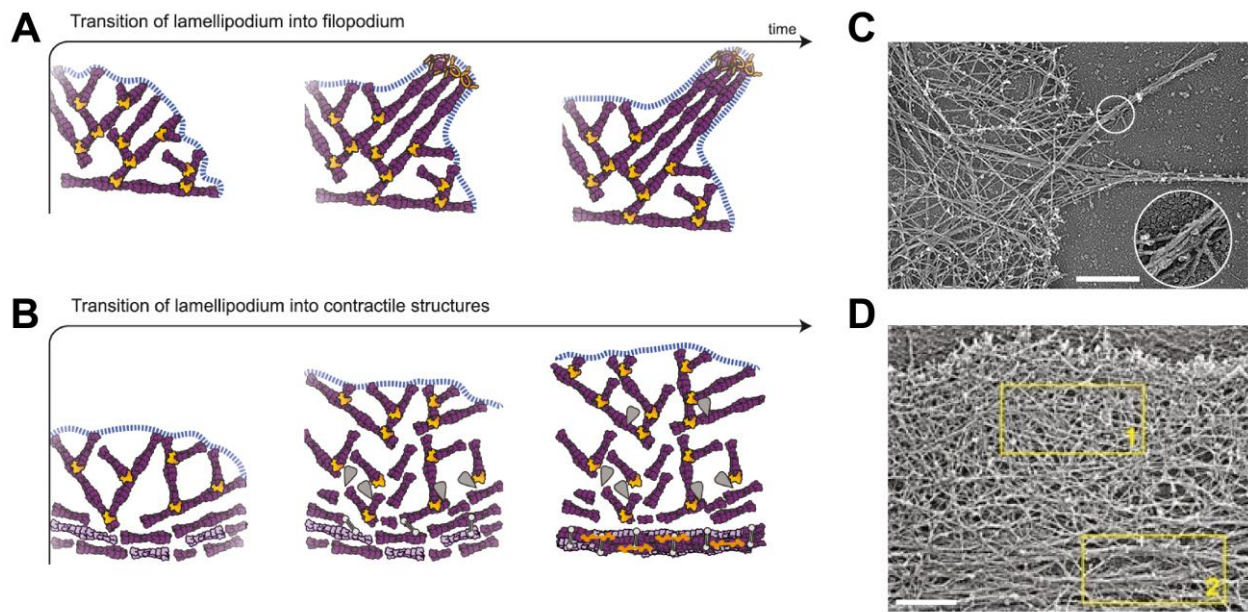 A
Transition of lamellipodium into filopodium
time
B
Transition of lamellipodium into contractile structures
C
D
1
2